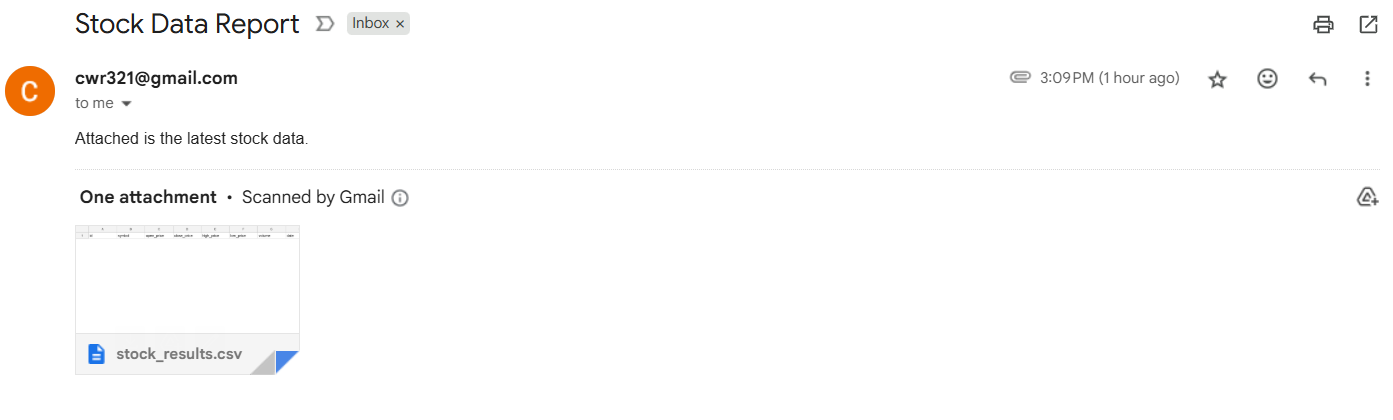 Stock Data Report Inbox ×
C
cwr321@gmail.com 3:09 PM (1 hour ago)
to me
Attached is the latest stock data.
One attachment • Scanned by Gmail
id symbol open_price close_price high_price low_price volume date
stock_results.csv